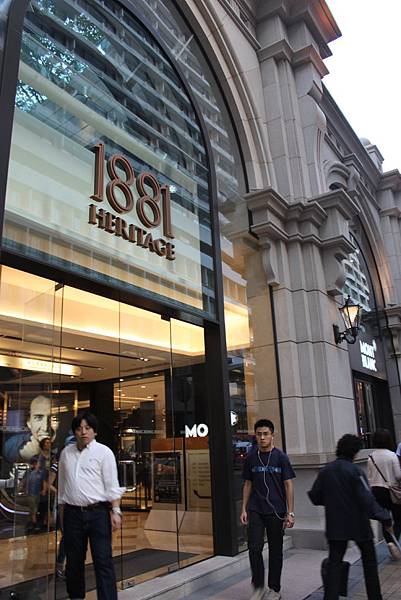 1881
HERITAGE
MO
MONT
BLANC